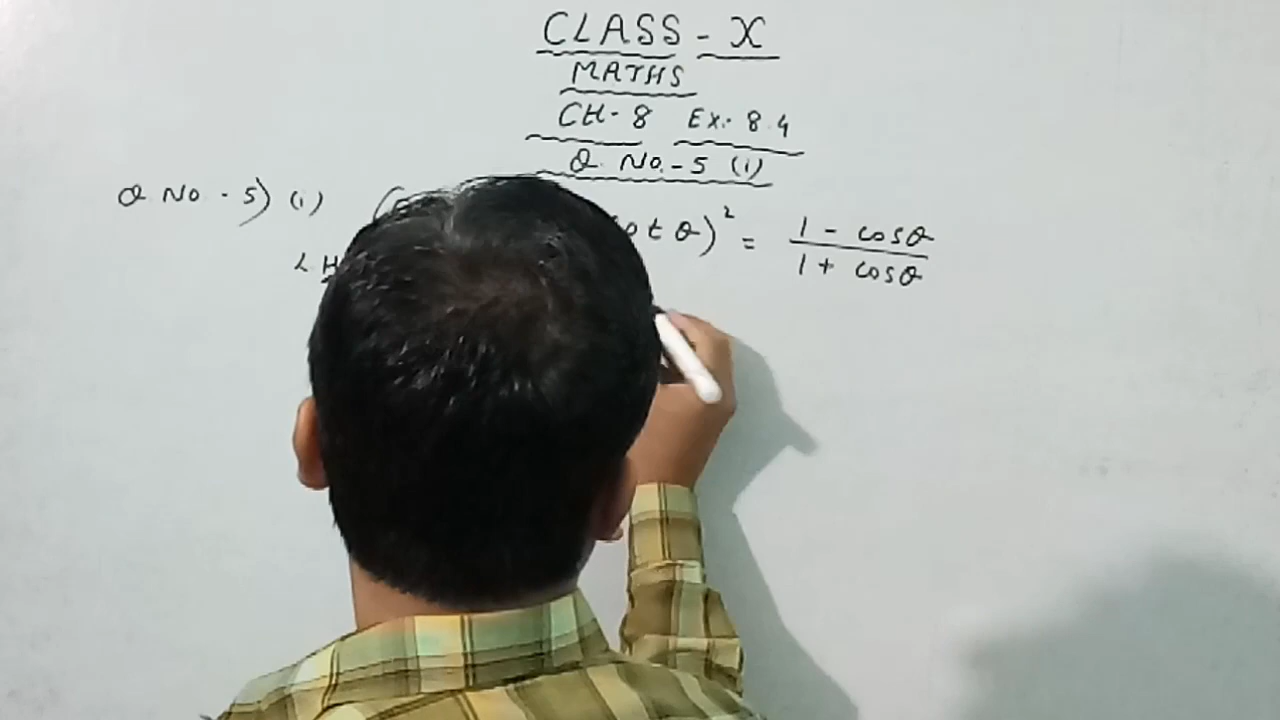 CLASS - X
MATHS
CH - 8 Ex:- 8.4
Q. No. - 5 (i)
Q No. - 5) (i) ( ot θ)² = 1 - cosθ
1 + cosθ
L.H